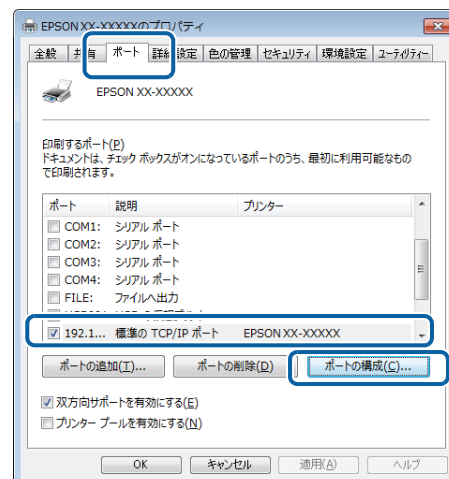 EPSON XX-XXXXXのプロパティ
全般 共有 ポート 詳細設定 色の管理 セキュリティ 環境設定 ユーティリティー
EPSON XX-XXXXX
印刷するポート(P)
ドキュメントは、チェック ボックスがオンになっているポートのうち、最初に利用可能なもの
で印刷されます。
ポート 説明 プリンター
COM1: シリアル ポート
COM2: シリアル ポート
COM3: シリアル ポート
COM4: シリアル ポート
FILE: ファイルへ出力
192.1... 標準の TCP/IP ポート EPSON XX-XXXXX
ポートの追加(T)... ポートの削除(D) ポートの構成(C)...
双方向サポートを有効にする(E)
プリンター プールを有効にする(N)
OK キャンセル 適用(A) ヘルプ